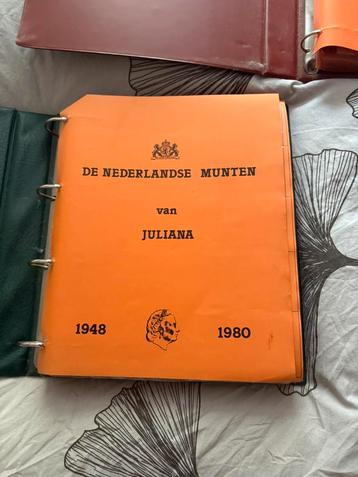 DE NEDERLANDSE MUNTEN
van
JULIANA
1948 1980